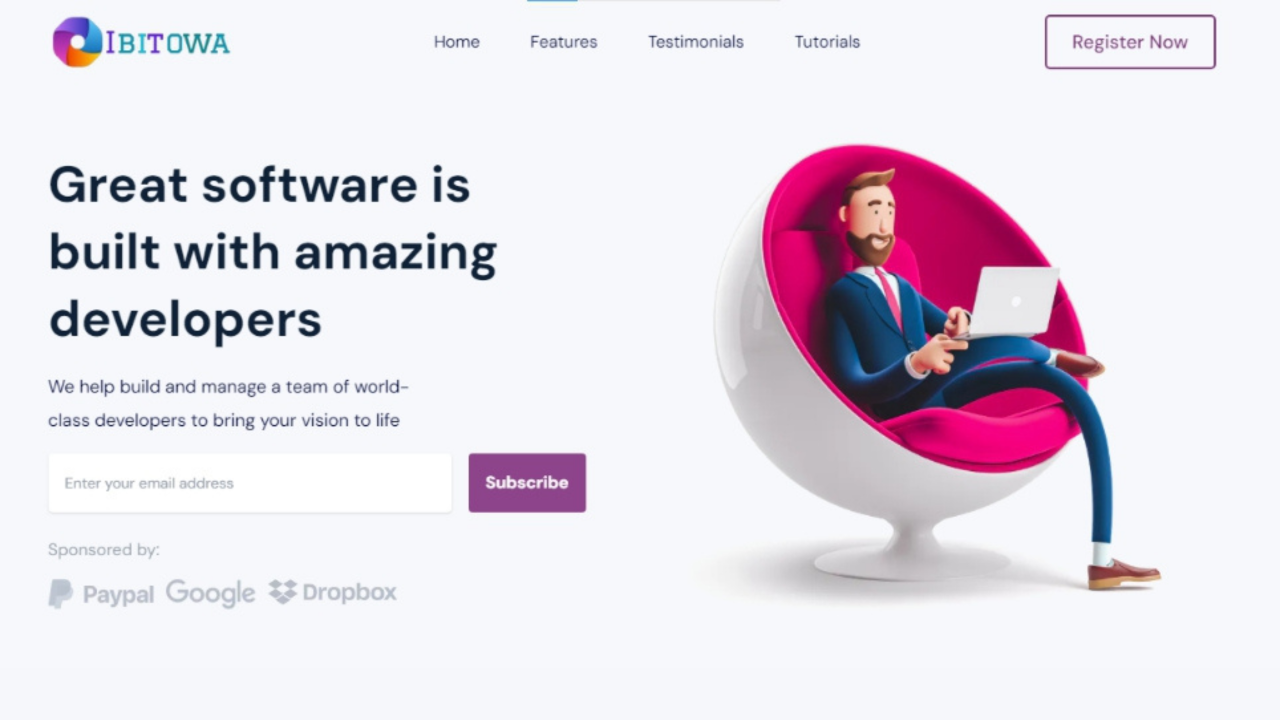 IBITOWA
Home
Features
Testimonials
Tutorials
Register Now
Great software is
built with amazing
developers
We help build and manage a team of world-
class developers to bring your vision to life
Enter your email address
Subscribe
Sponsored by:
Paypal Google Dropbox